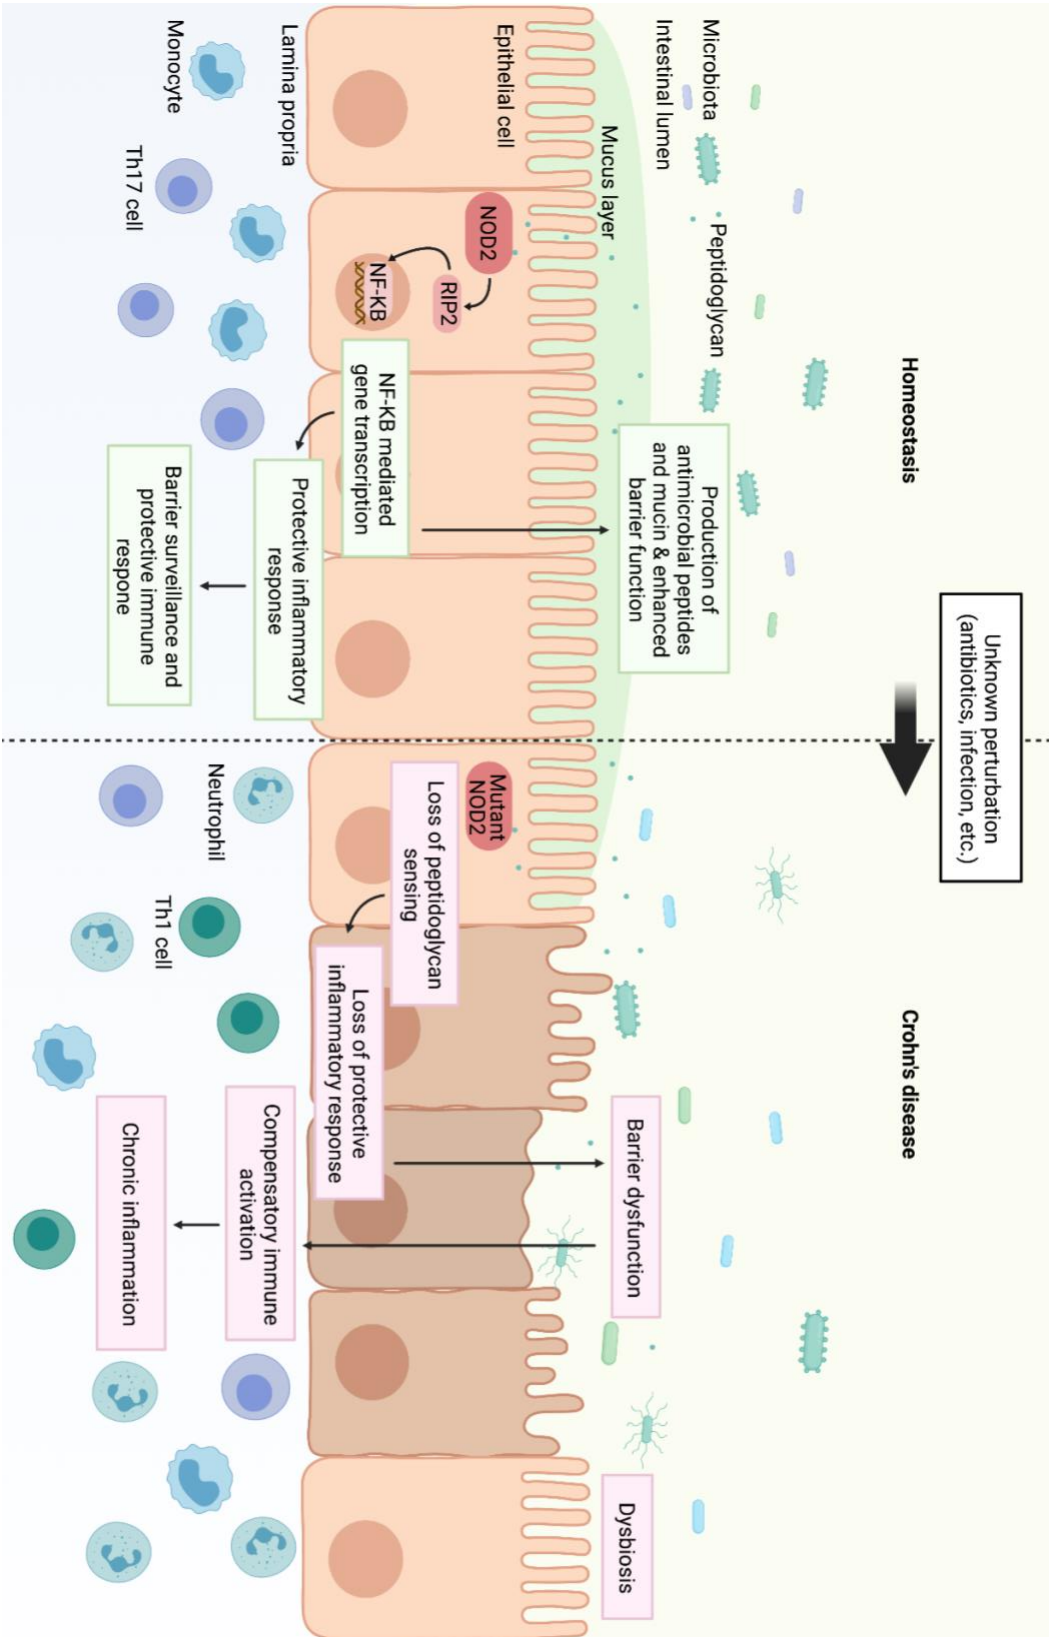 Unknown perturbation
(antibiotics, infection, etc.)
Homeostasis
Crohn's disease
Microbiota
Intestinal lumen
Peptidoglycan
Mucus layer
Production of
antimicrobial peptides
and mucin & enhanced
barrier function
Epithelial cell
NOD2
RIP2
NF-KB
NF-KB mediated
gene transcription
Lamina propria
Protective inflammatory
response
Monocyte
Th17 cell
Barrier surveillance and
protective immune
respone
Barrier dysfunction
Dysbiosis
Mutant
NOD2
Loss of peptidoglycan
sensing
Loss of protective
inflammatory response
Neutrophil
Th1 cell
Compensatory immune
activation
Chronic inflammation